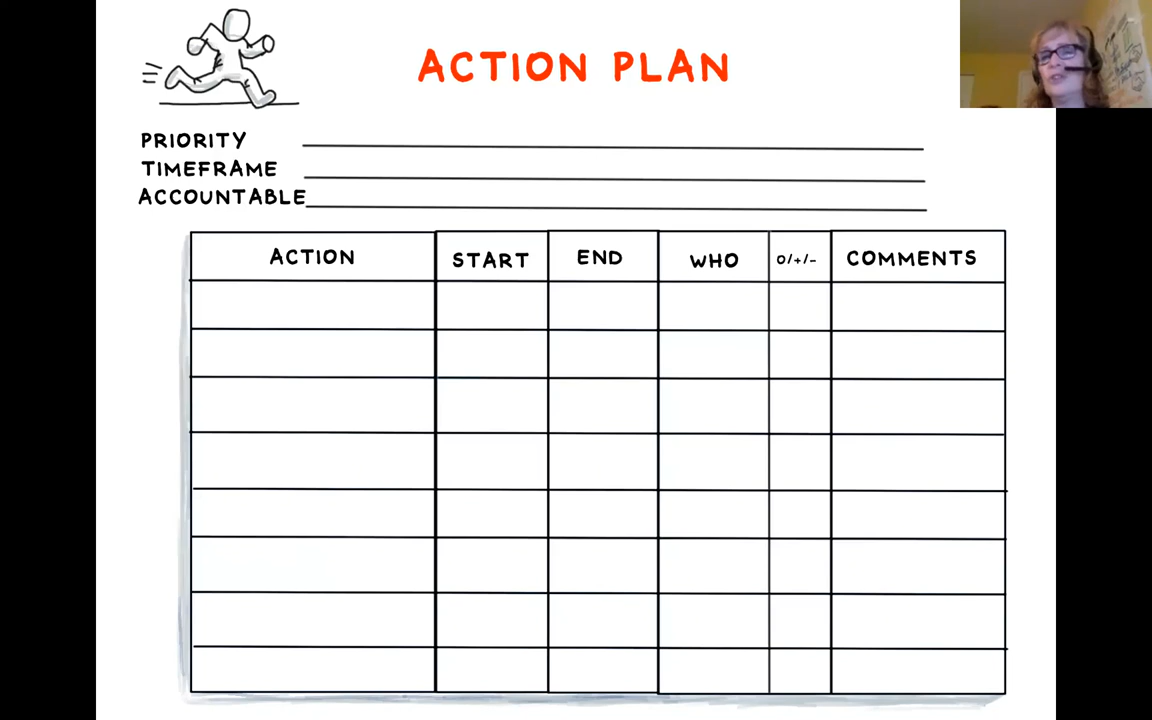 ACTION PLAN
PRIORITY
TIMEFRAME
ACCOUNTABLE
ACTION START END WHO 0/+/- COMMENTS